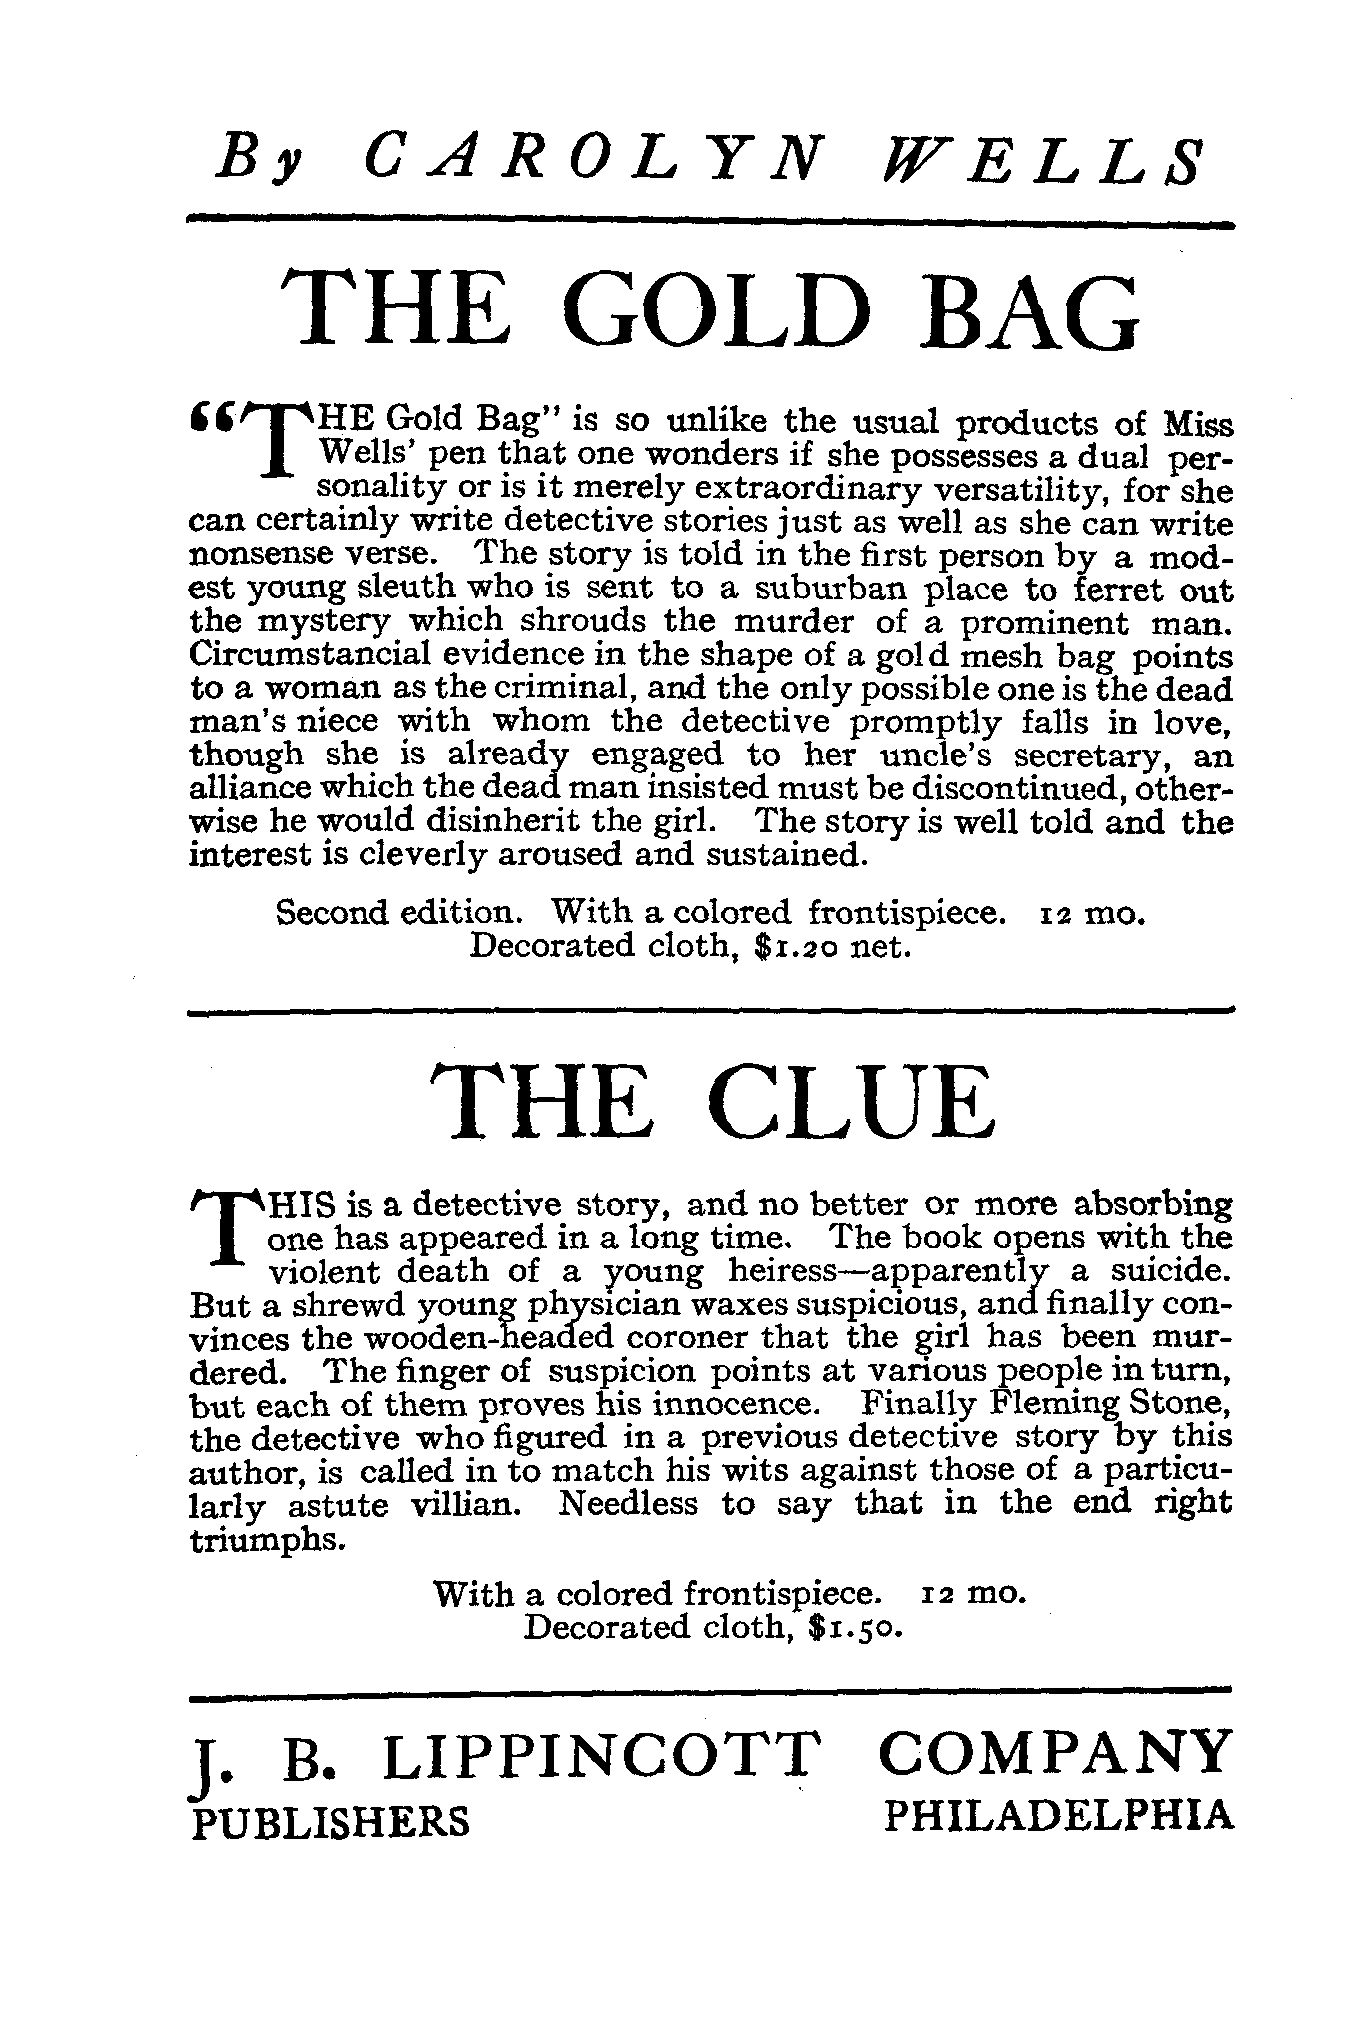 By CAROLYN WELLS
THE GOLD BAG
“THE Gold Bag” is so unlike the usual products of Miss
Wells’ pen that one wonders if she possesses a dual per-
sonality or is it merely extraordinary versatility, for she
can certainly write detective stories just as well as she can write
nonsense verse. The story is told in the first person by a mod-
est young sleuth who is sent to a suburban place to ferret out
the mystery which shrouds the murder of a prominent man.
Circumstancial evidence in the shape of a gold mesh bag points
to a woman as the criminal, and the only possible one is the dead
man’s niece with whom the detective promptly falls in love,
though she is already engaged to her uncle’s secretary, an
alliance which the dead man insisted must be discontinued, other-
wise he would disinherit the girl. The story is well told and the
interest is cleverly aroused and sustained.
Second edition. With a colored frontispiece. 12 mo.
Decorated cloth, $1.20 net.
THE CLUE
THIS is a detective story, and no better or more absorbing
one has appeared in a long time. The book opens with the
violent death of a young heiress—apparently a suicide.
But a shrewd young physician waxes suspicious, and finally con-
vinces the wooden-headed coroner that the girl has been mur-
dered. The finger of suspicion points at various people in turn,
but each of them proves his innocence. Finally Fleming Stone,
the detective who figured in a previous detective story by this
author, is called in to match his wits against those of a particu-
larly astute villian. Needless to say that in the end right
triumphs.
With a colored frontispiece. 12 mo.
Decorated cloth, $1.50.
J. B. LIPPINCOTT COMPANY
PUBLISHERS PHILADELPHIA